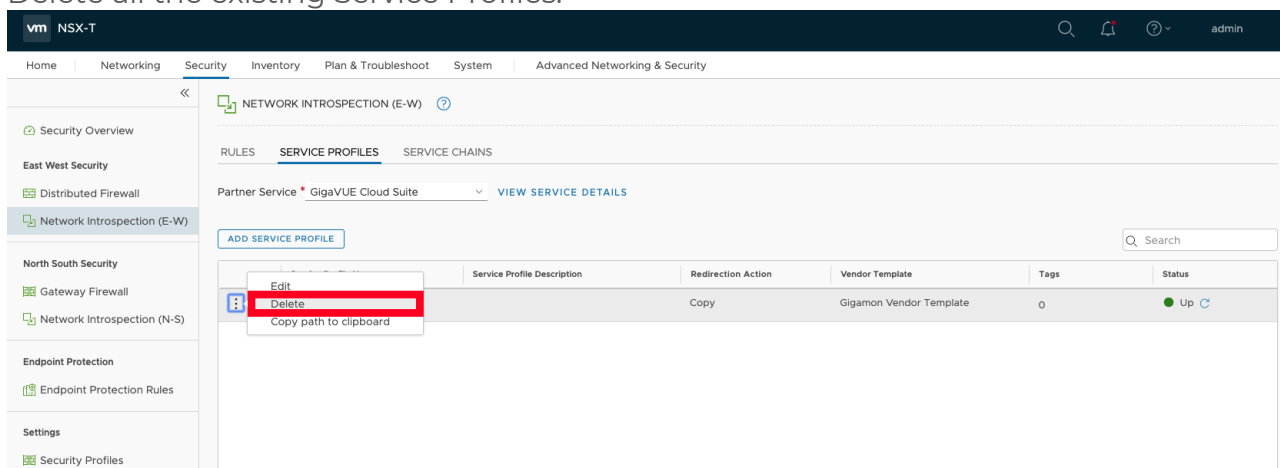 Delete all the existing Service Profiles.
vm NSX-T admin
Home Networking Security Inventory Plan & Troubleshoot System Advanced Networking & Security
NETWORK INTROSPECTION (E-W)
Security Overview
RULES SERVICE PROFILES SERVICE CHAINS
East West Security
Distributed Firewall
Partner Service * GigaVUE Cloud Suite VIEW SERVICE DETAILS
Network Introspection (E-W)
ADD SERVICE PROFILE Search
North South Security
Service Profile Description Redirection Action Vendor Template Tags Status
Edit
Gateway Firewall
Delete Copy Gigamon Vendor Template 0 Up
Copy path to clipboard
Network Introspection (N-S)
Endpoint Protection
Endpoint Protection Rules
Settings
Security Profiles